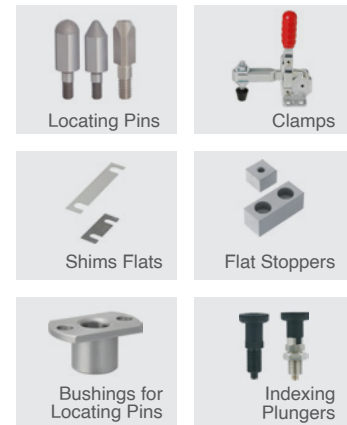 Locating Pins
Clamps
Shims Flats
Flat Stoppers
Bushings for
Locating Pins
Indexing
Plungers